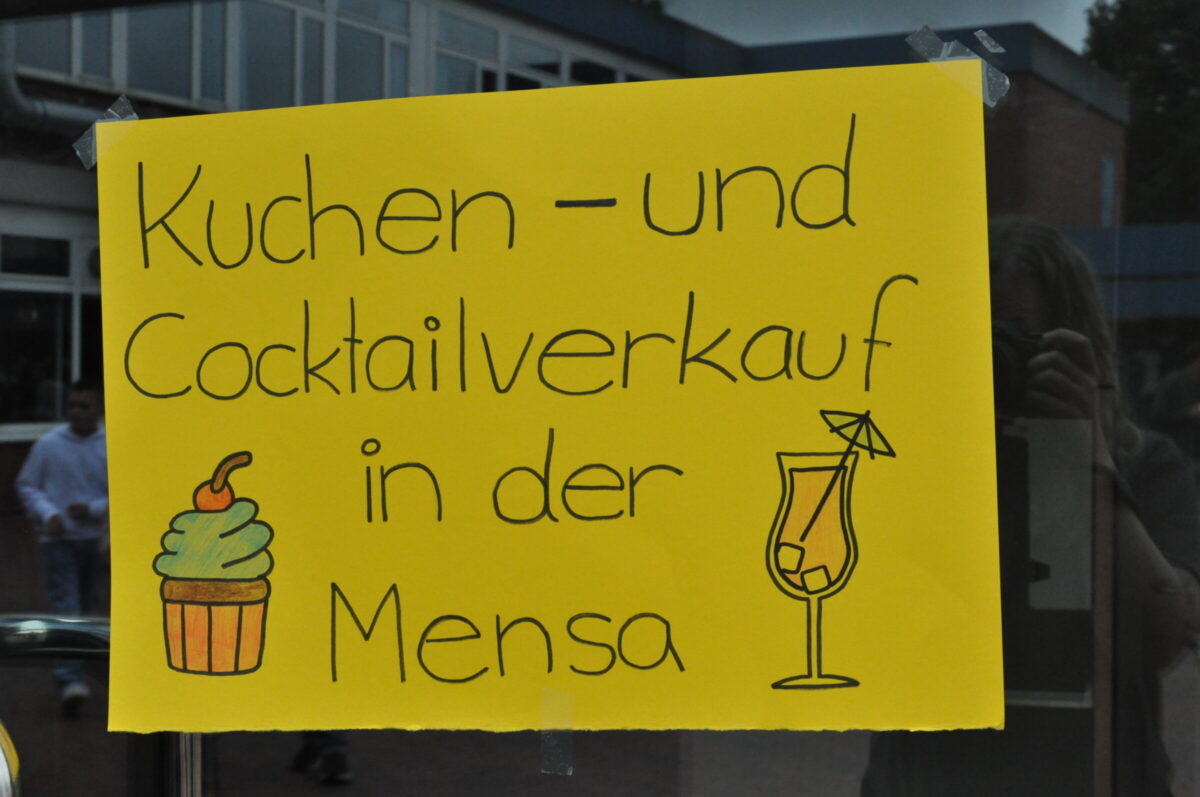 Kuchen - und
Cocktailverkauf
in der
Mensa